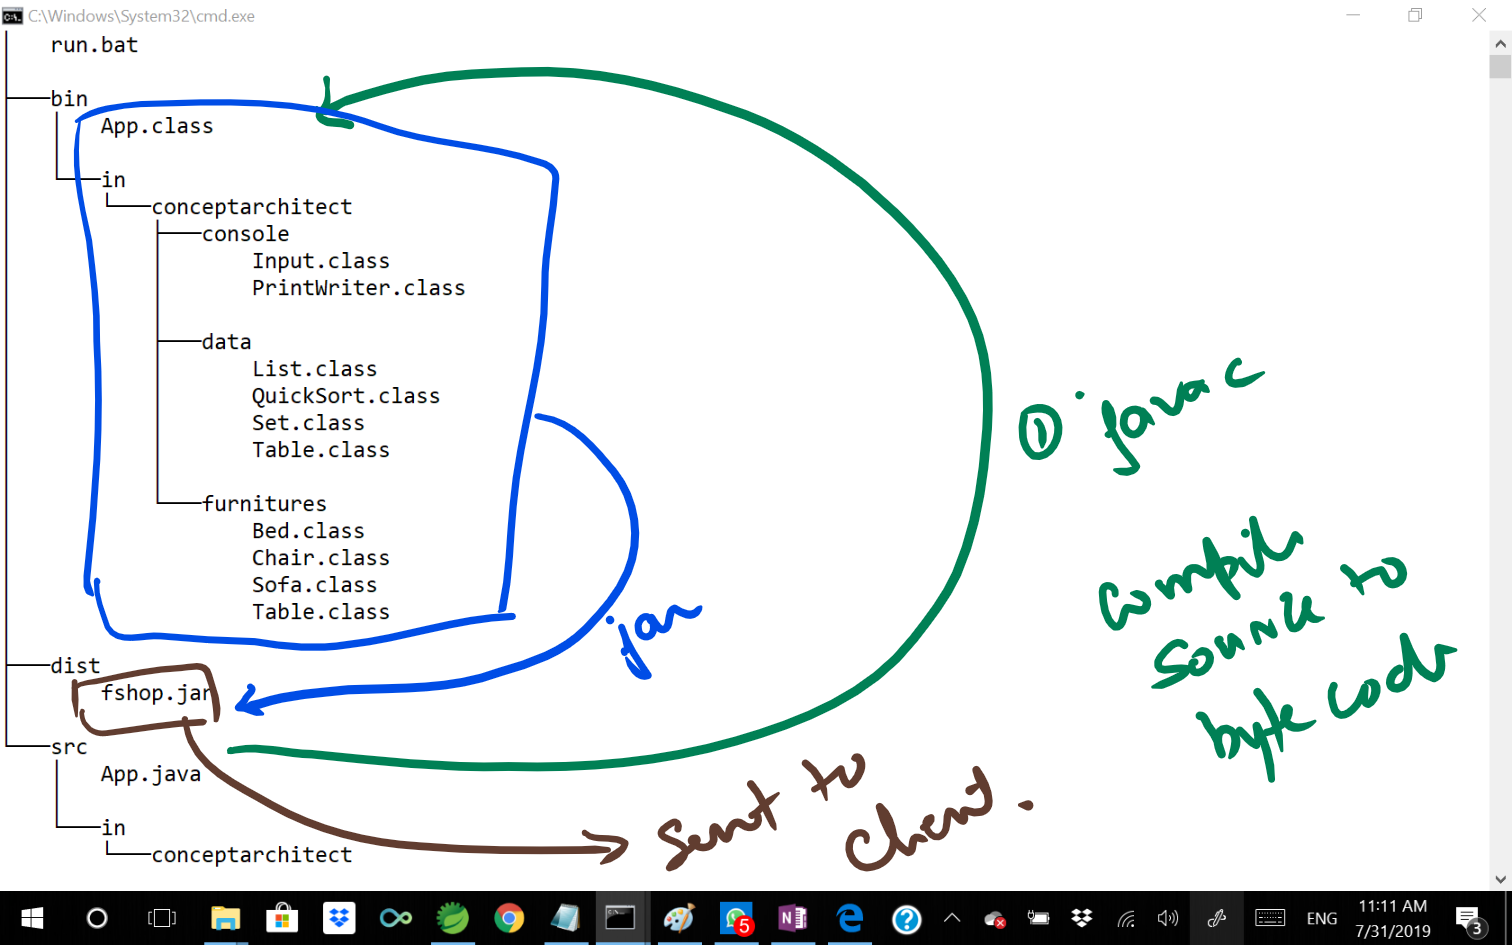 C:\Windows\System32\cmd.exe
run.bat
bin
App.class
in
conceptarchitect
console
Input.class
PrintWriter.class
data
List.class
QuickSort.class
Set.class
Table.class
furnitures
Bed.class
Chair.class
Sofa.class
Table.class
dist
fshop.jar
src
App.java
in
conceptarchitect
① javac
compile
source to
byte code
jar
sent to
client.
ENG
11:11 AM
7/31/2019
5
3